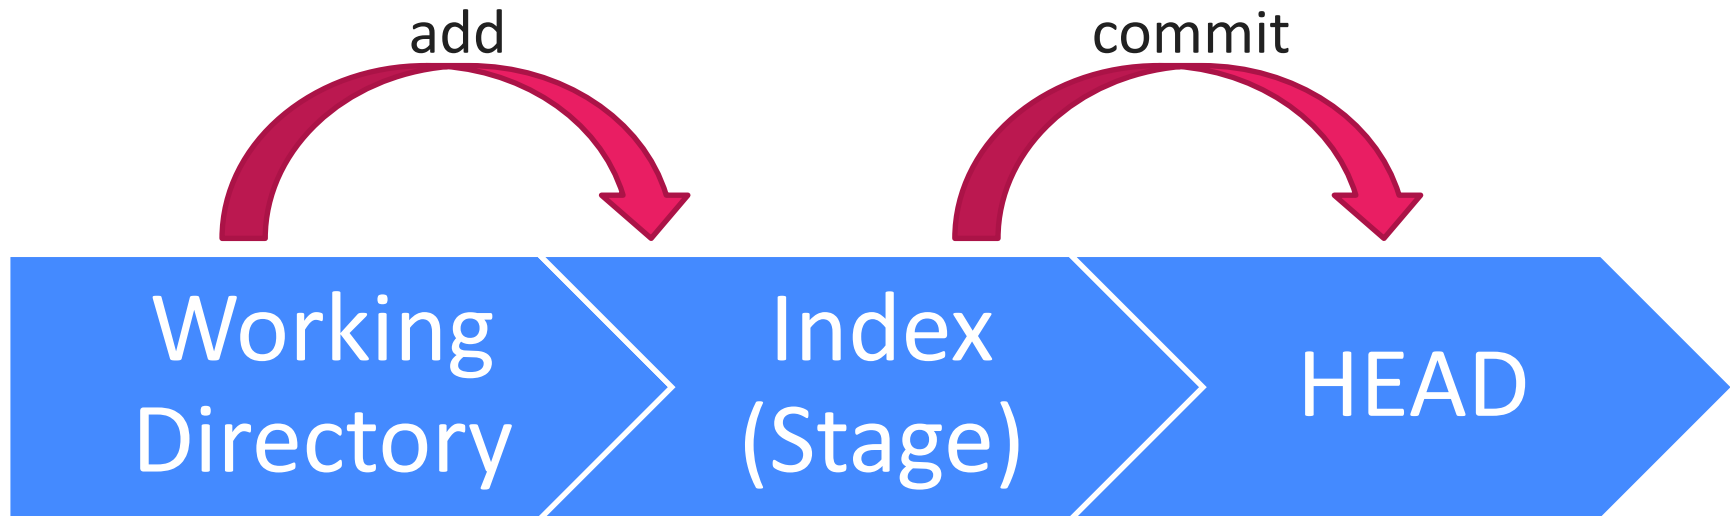 add
commit
Working
Directory
Index
(Stage)
HEAD